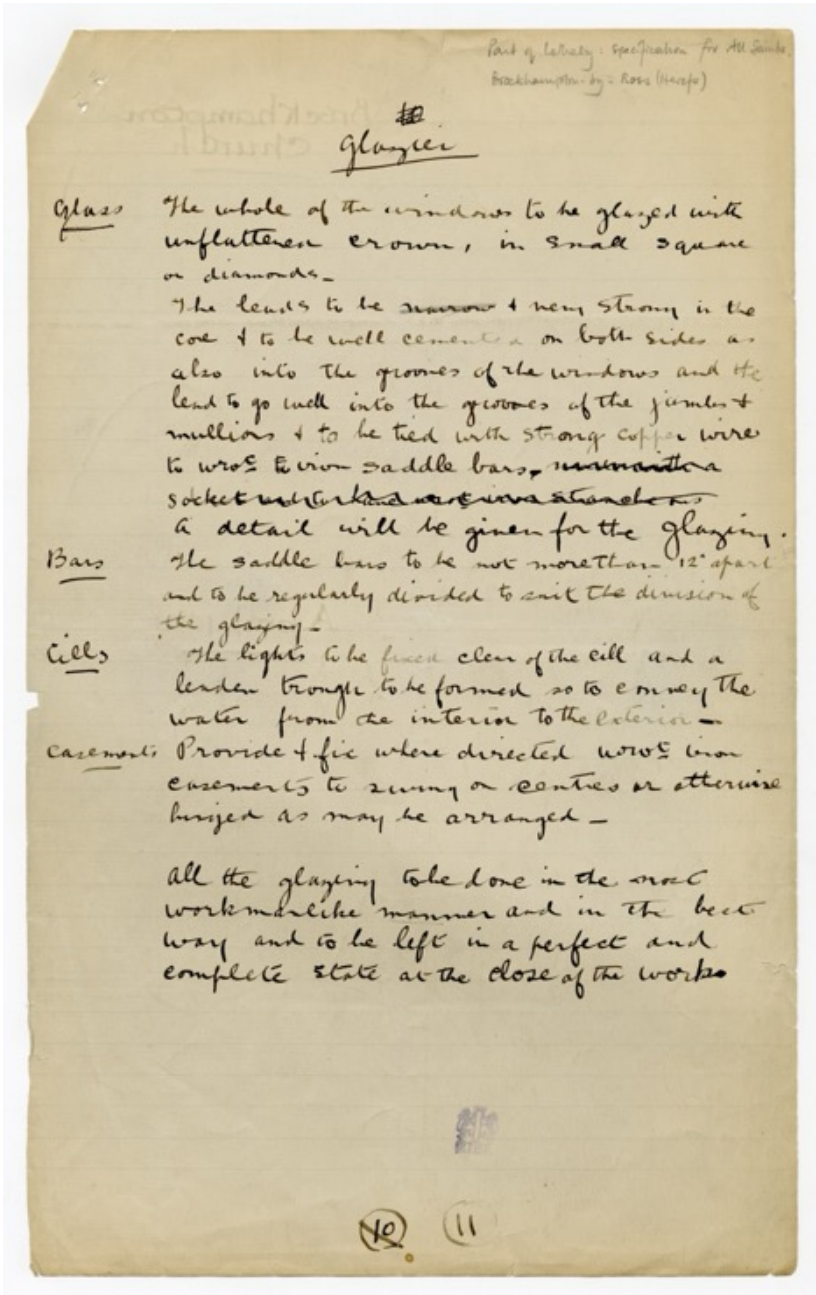 Part of Lethaby: specification for All Saints,
Brockhampton-by-Ross (Herefs)
Brockhampton
Church
Glazier
Glass The whole of the windows to be glazed with
unflattened crown, in small square
or diamonds_
The leads to be narrow & very strong in the
core & to be well cemented on both sides as
also into the grooves of the windows and the
lead to go well into the grooves of the jambs &
mullions & to be tied with strong copper wire
to wrot iron saddle bars,
socket
A detail will be given for the glazing.
Bars The saddle bars to be not more than 12" apart
and to be regularly divided to suit the division of
the glazing_
Cills The lights to be fixed clear of the cill and a
leaden trough to be formed so to convey the
water from the interior to the exterior_
Casements Provide & fix where directed wrot iron
casements to swing on centres or otherwise
hinged as may be arranged_
All the glazing to be done in the most
workmanlike manner and in the best
way and to be left in a perfect and
complete state at the close of the works
10 11